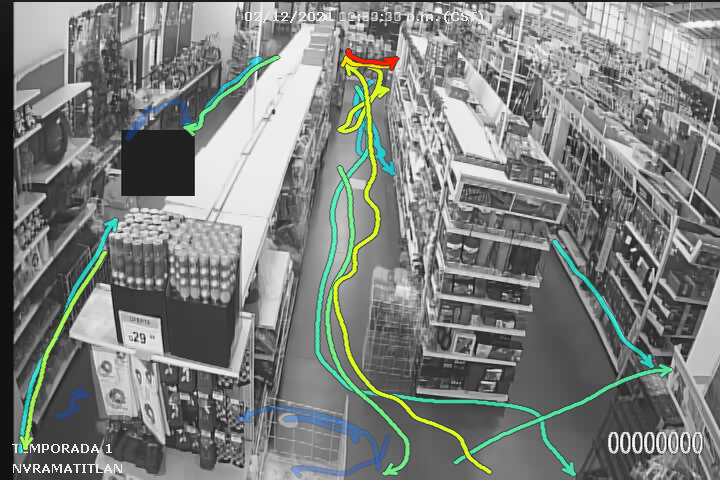 02/12/2021
OFERTA
$29
TEMPORADA 1
NVRAMATITLAN
00000000